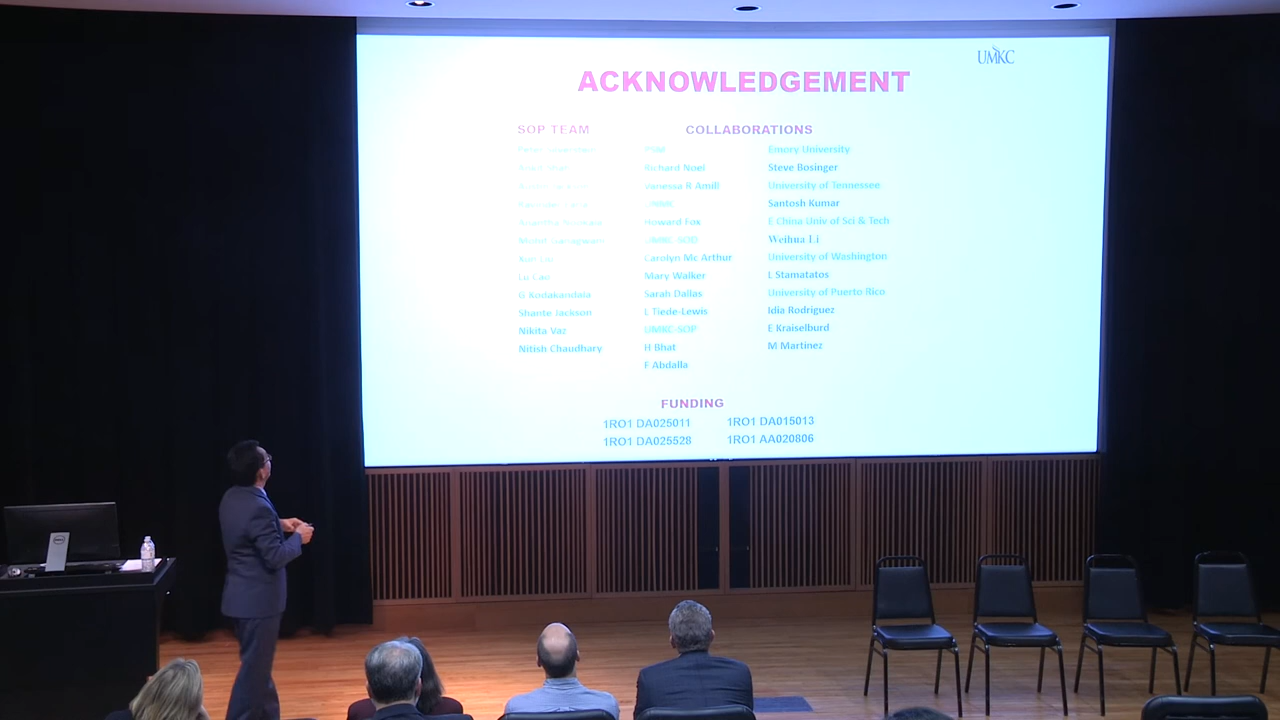 UMKC
ACKNOWLEDGEMENT
SOP TEAM
G Kodakandala
Shante Jackson
Nikita Vaz
Nitish Chaudhary
COLLABORATIONS
Richard Noel
Vanessa R Amill
Howard Fox
UMKC-SOD
Carolyn Mc Arthur
Mary Walker
Sarah Dallas
L Tiede-Lewis
UMKC-SOP
H Bhat
F Abdalla
Emory University
Steve Bosinger
University of Tennessee
Santosh Kumar
E China Univ of Sci & Tech
Weihua Li
University of Washington
L Stamatatos
University of Puerto Rico
Idia Rodriguez
E Kraiselburd
M Martinez
FUNDING
1RO1 DA025011 1RO1 DA015013
1RO1 DA025528 1RO1 AA020806